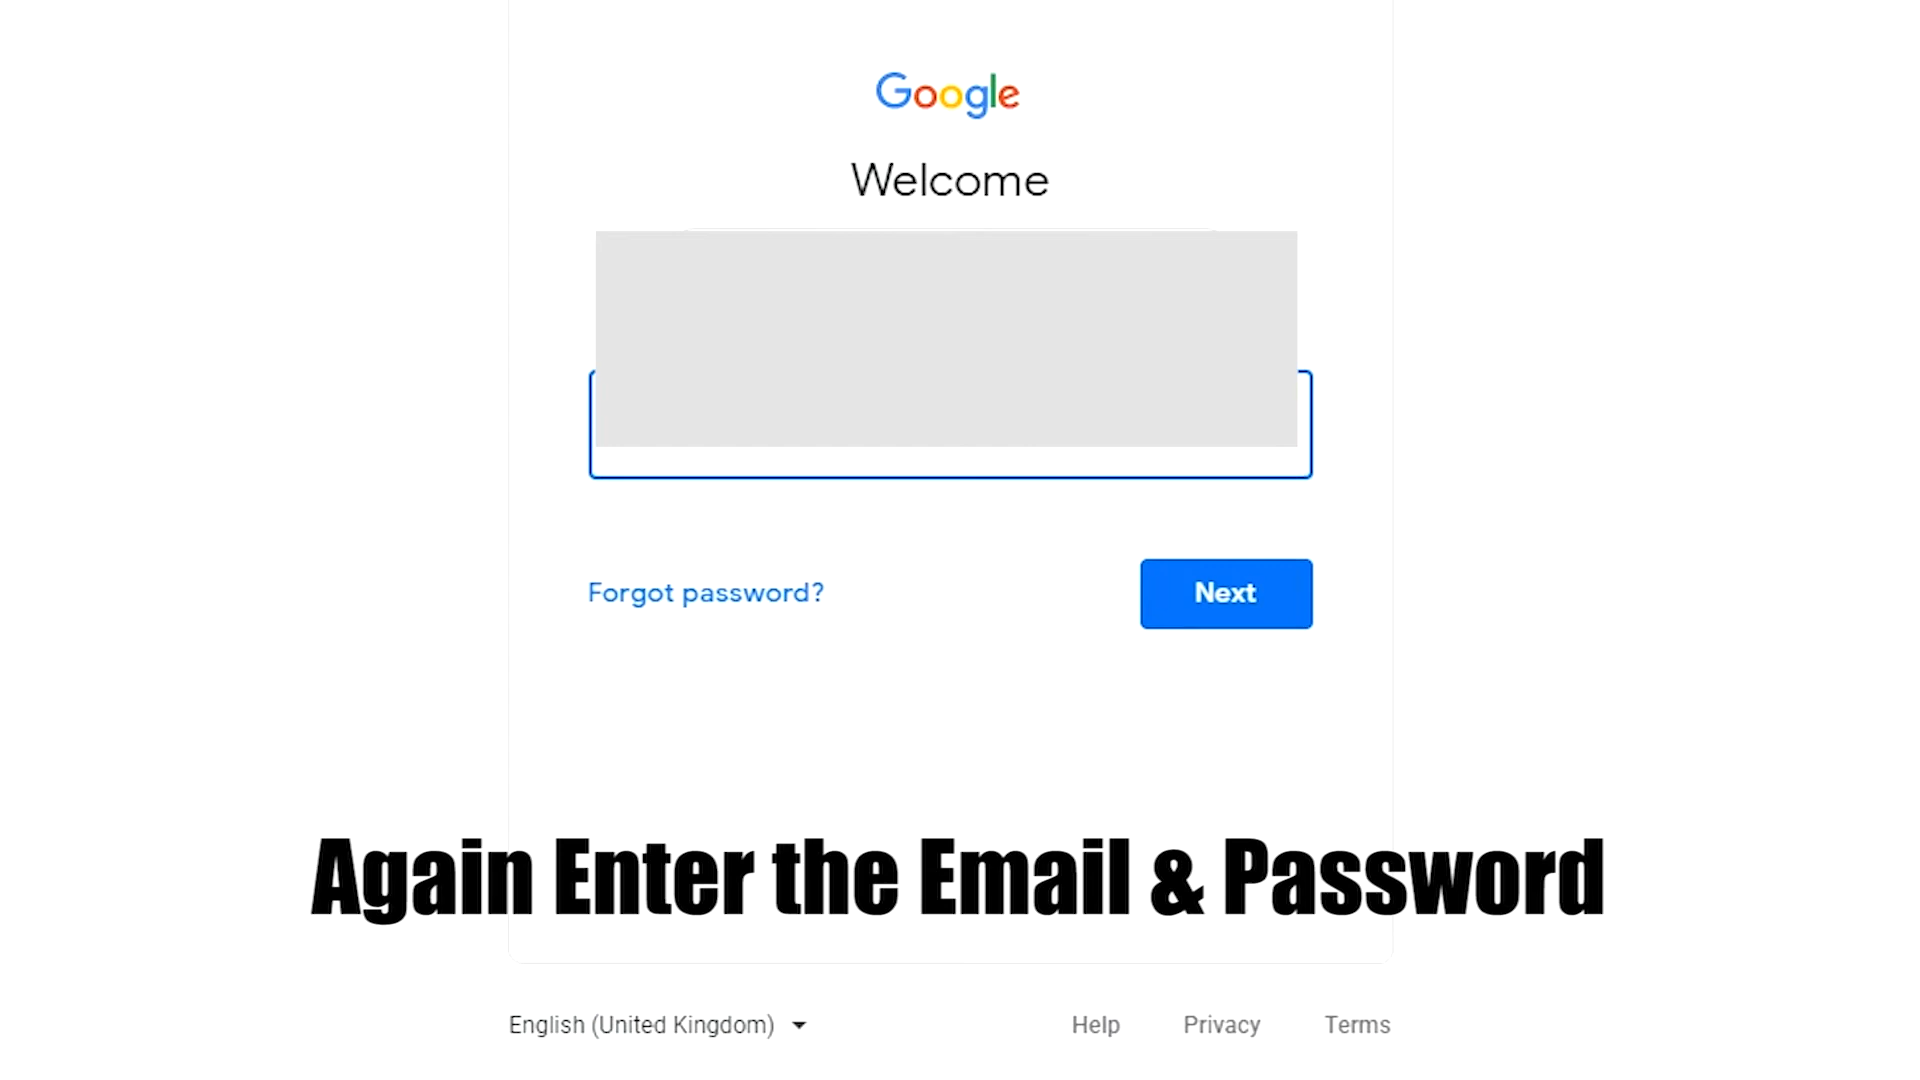 Google
Welcome
Forgot password?
Next
Again Enter the Email & Password
English (United Kingdom)
Help
Privacy
Terms